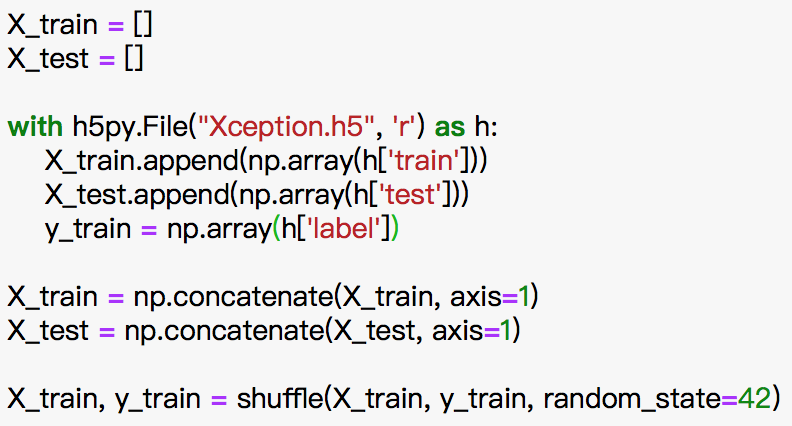 X_train = []
X_test = []
with h5py.File("Xception.h5", 'r') as h:
    X_train.append(np.array(h['train']))
    X_test.append(np.array(h['test']))
    y_train = np.array(h['label'])
X_train = np.concatenate(X_train, axis=1)
X_test = np.concatenate(X_test, axis=1)
X_train, y_train = shuffle(X_train, y_train, random_state=42)